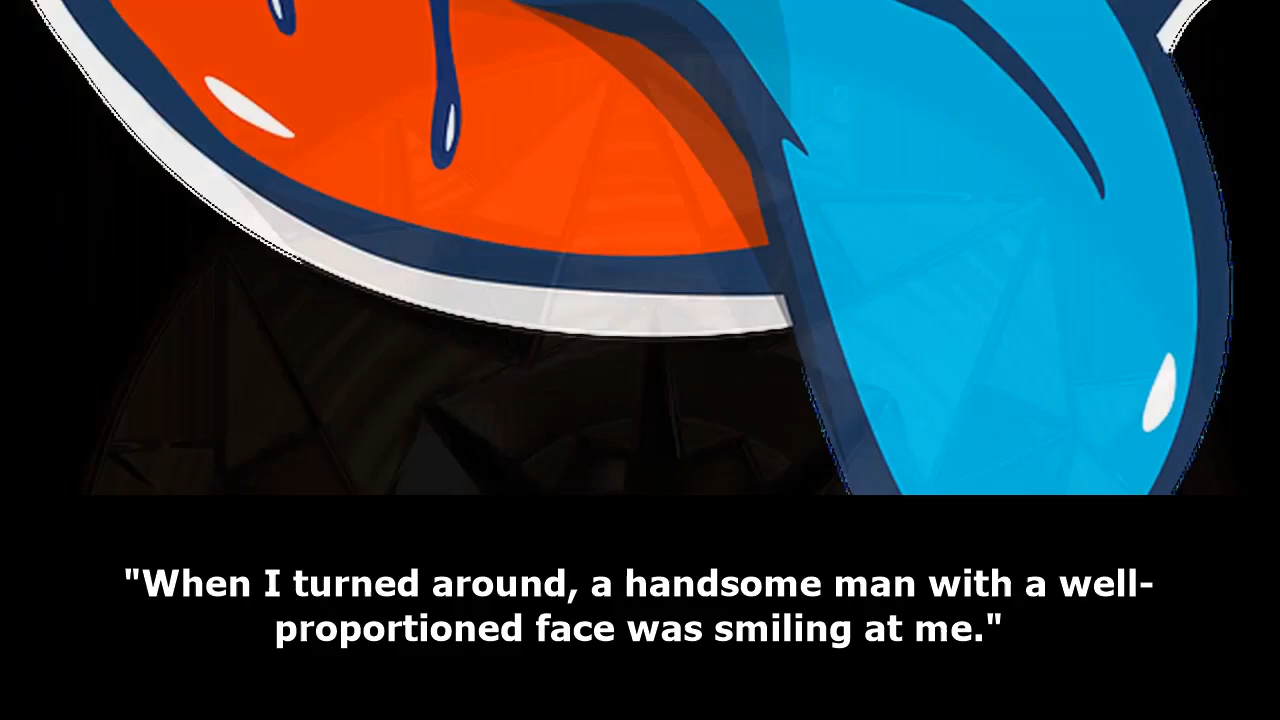 "When I turned around, a handsome man with a well-
proportioned face was smiling at me."